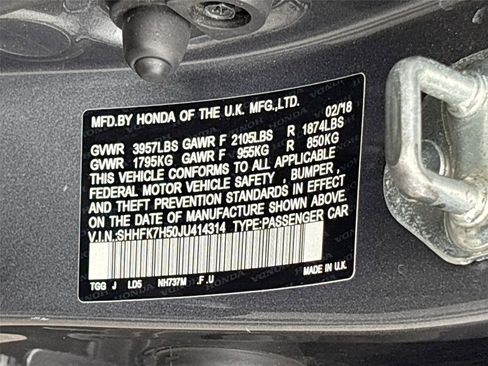 MFD.BY HONDA OF THE U.K. MFG.,LTD. 02/18
GVWR 3957LBS GAWR F 2105LBS R 1874LBS
GVWR 1795KG GAWR F 955KG R 850KG
THIS VEHICLE CONFORMS TO ALL APPLICABLE
FEDERAL MOTOR VEHICLE SAFETY , BUMPER ,
AND THEFT PREVENTION STANDARDS IN EFFECT
ON THE DATE OF MANUFACTURE SHOWN ABOVE.
V.I.N:SHHFK7H50JU414314 TYPE:PASSENGER CAR
TGG J LD5 NH737M .F .U MADE IN U.K.